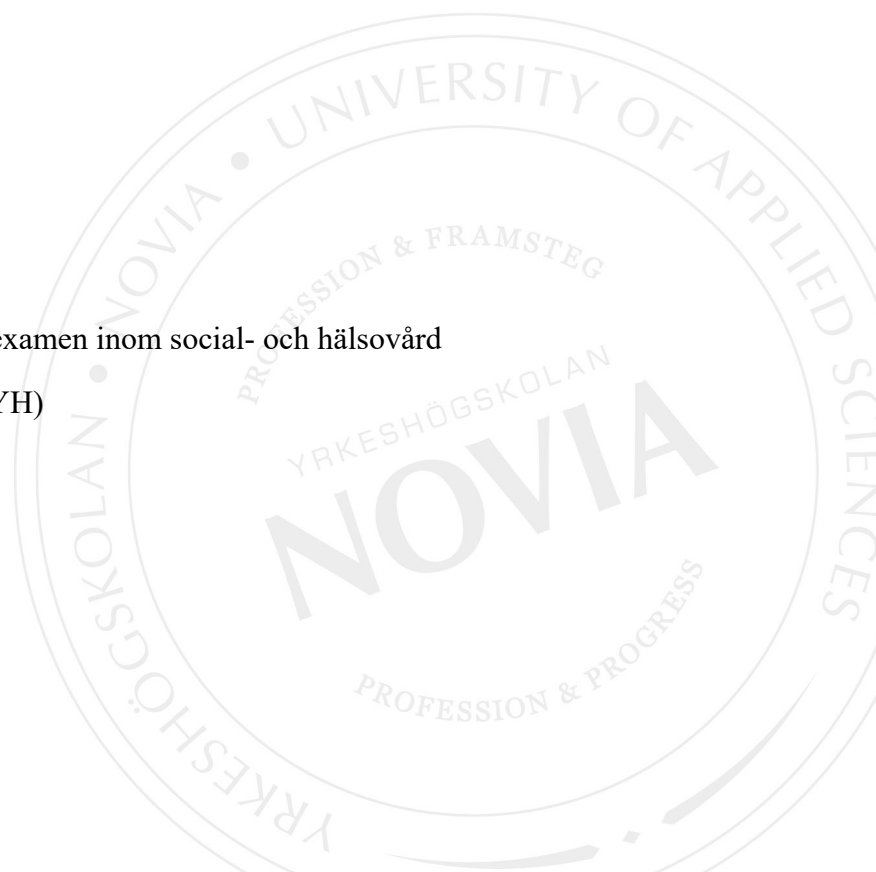 examen inom social- och hälsovård
YH)
YRKESHÖGSKOLAN • NOVIA • UNIVERSITY OF APPLIED SCIENCES
PROFESSION & FRAMSTEG
YRKESHÖGSKOLAN
NOVIA
PROFESSION & PROGRESS